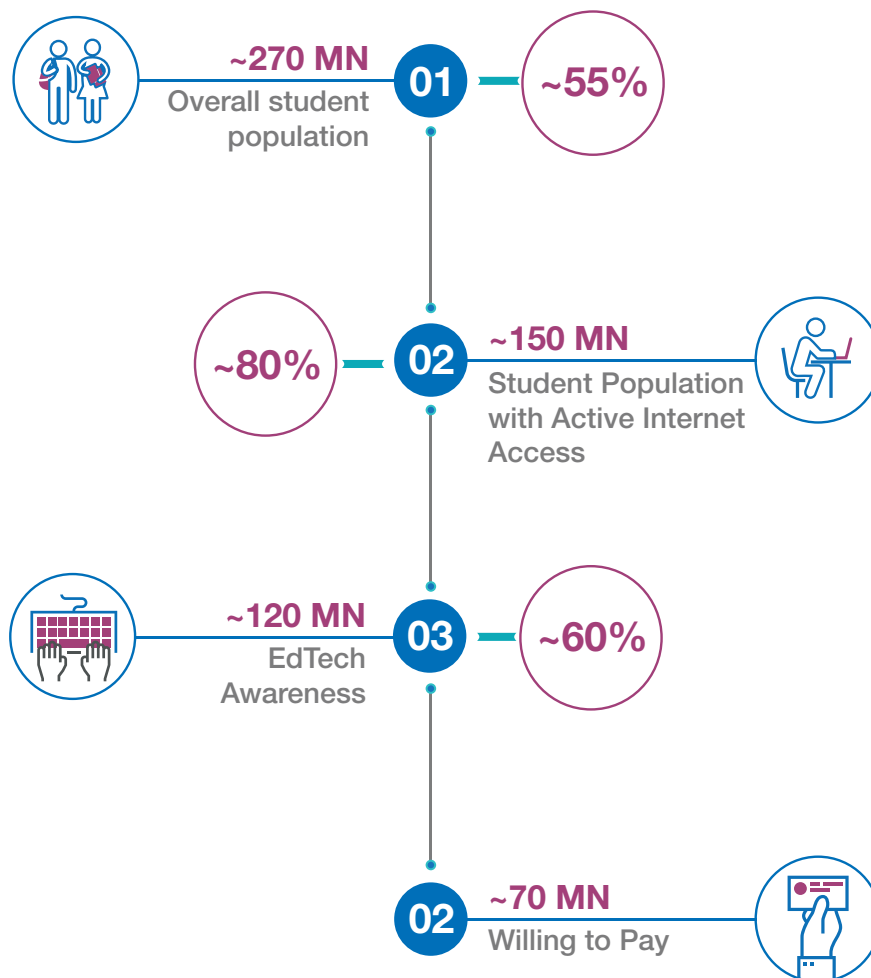 ~270 MN
01
~55%
Overall student
population
~80%
02
~150 MN
Student Population
with Active Internet
Access
~120 MN
03
~60%
EdTech
Awareness
02
~70 MN
Willing to Pay